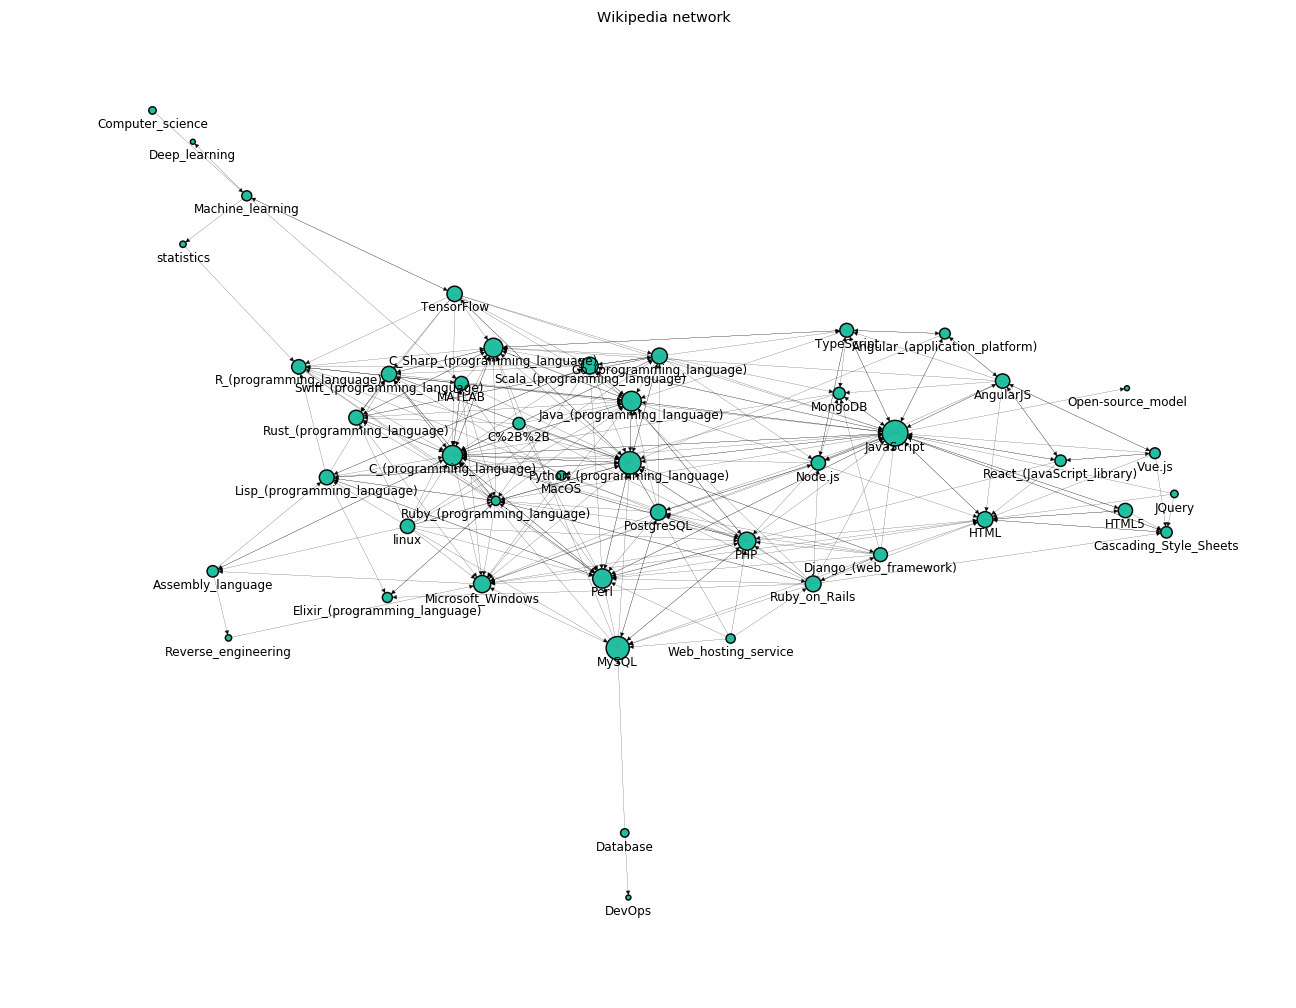 Wikipedia network
Computer_science
Deep_learning
Machine_learning
statistics
TensorFlow
TypeScript
Angular_(application_platform)
C_Sharp_(programming_language)
Go_(programming_language)
R_(programming_language)
Scala_(programming_language)
Swift_(programming_language)
MATLAB
AngularJS
Open-source_model
MongoDB
Java_(programming_language)
Rust_(programming_language)
C%2B%2B
JavaScript
C_(programming_language)
Vue.js
React_(JavaScript_library)
Python_(programming_language)
Node.js
MacOS
Lisp_(programming_language)
JQuery
Ruby_(programming_language)
HTML5
PostgreSQL
HTML
linux
Cascading_Style_Sheets
PHP
Django_(web_framework)
Assembly_language
Perl
Ruby_on_Rails
Microsoft_Windows
Elixir_(programming_language)
Reverse_engineering
Web_hosting_service
MySQL
Database
DevOps